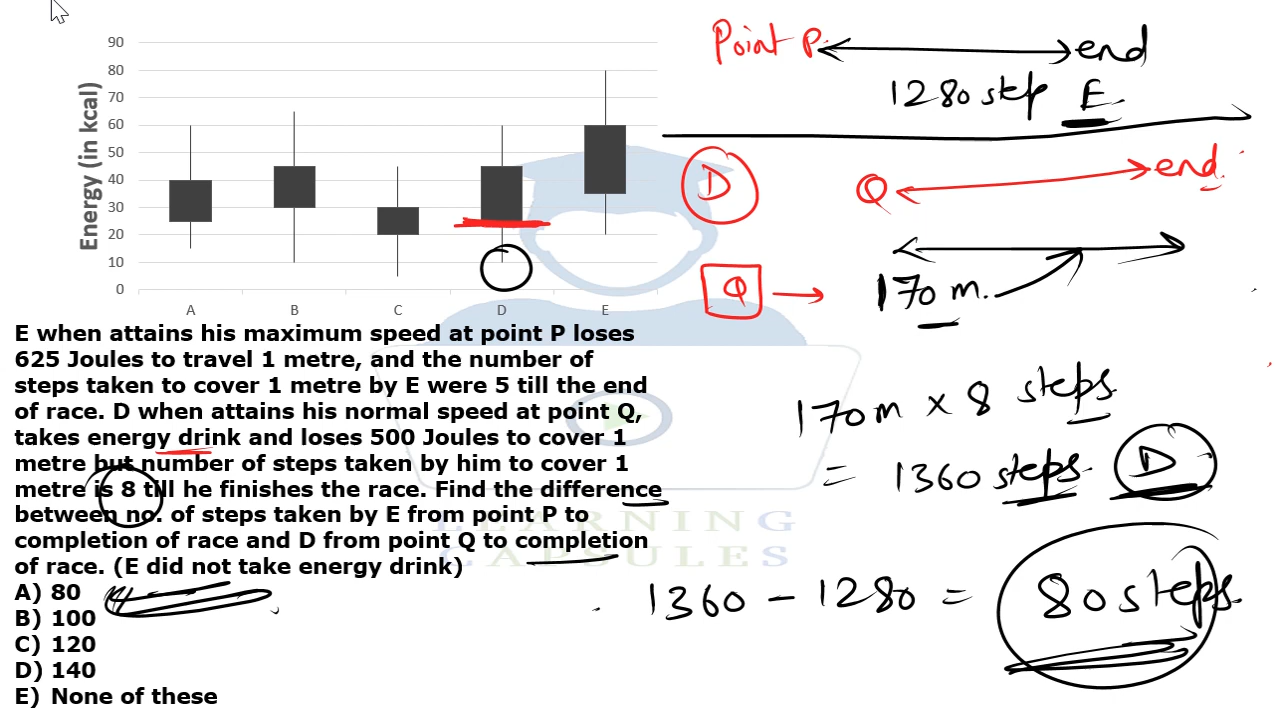 Energy (in kcal)
90
80
70
60
50
40
30
20
10
0
A B C D E
E when attains his maximum speed at point P loses
625 Joules to travel 1 metre, and the number of
steps taken to cover 1 metre by E were 5 till the end
of race. D when attains his normal speed at point Q,
takes energy drink and loses 500 Joules to cover 1
metre but number of steps taken by him to cover 1
metre is 8 till he finishes the race. Find the difference
between no. of steps taken by E from point P to
completion of race and D from point Q to completion
of race. (E did not take energy drink)
A) 80
B) 100
C) 120
D) 140
E) None of these
Point P end
1280 step E
D Q end
Q 170 m.
170m × 8 steps
= 1360 steps D
1360 - 1280 = 80 steps.
LEARNING
CAPSULES